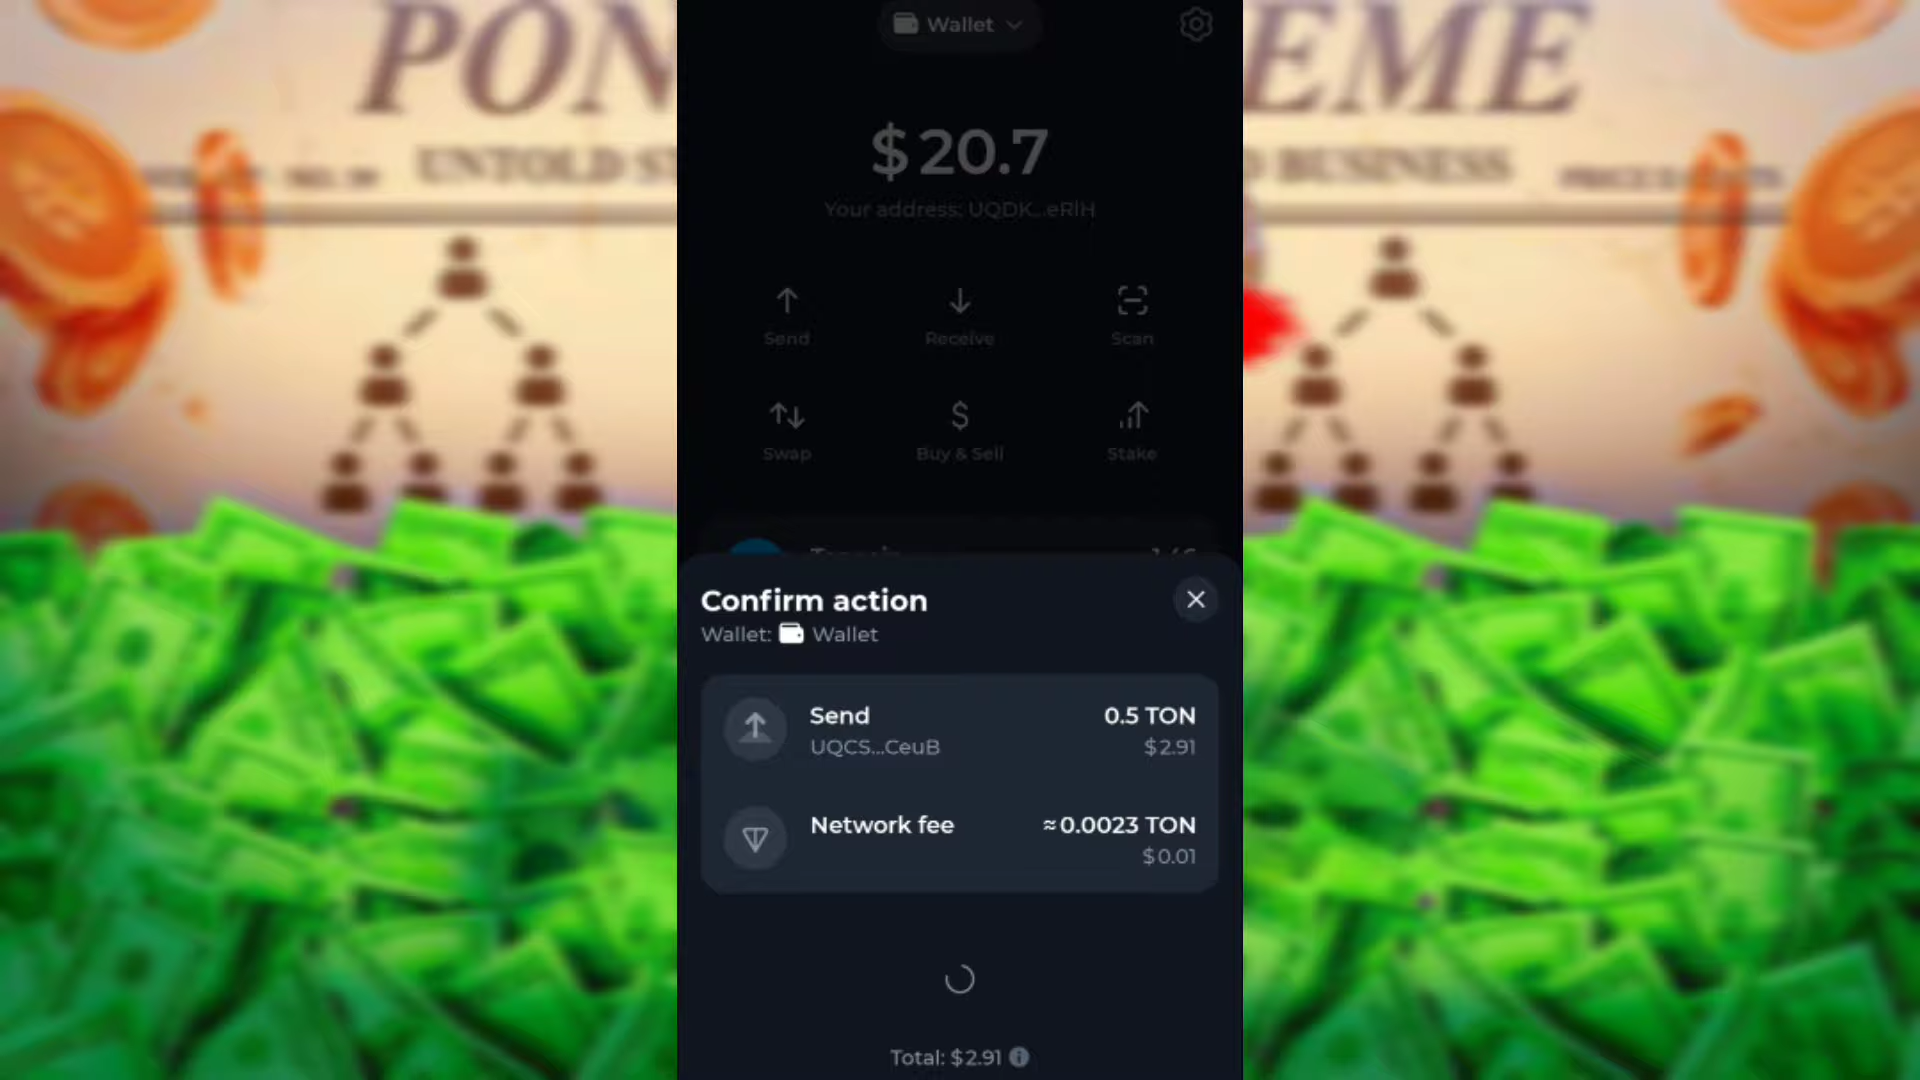 PON
EME
UNTOLD ST
D BUSINESS
Wallet
$20.7
Your address: UQDK...eRlH
Send
Receive
Scan
Swap
Buy & Sell
Stake
Confirm action
Wallet: Wallet
Send 0.5 TON
UQCS...CeuB $2.91
Network fee ≈0.0023 TON
$0.01
Total: $2.91